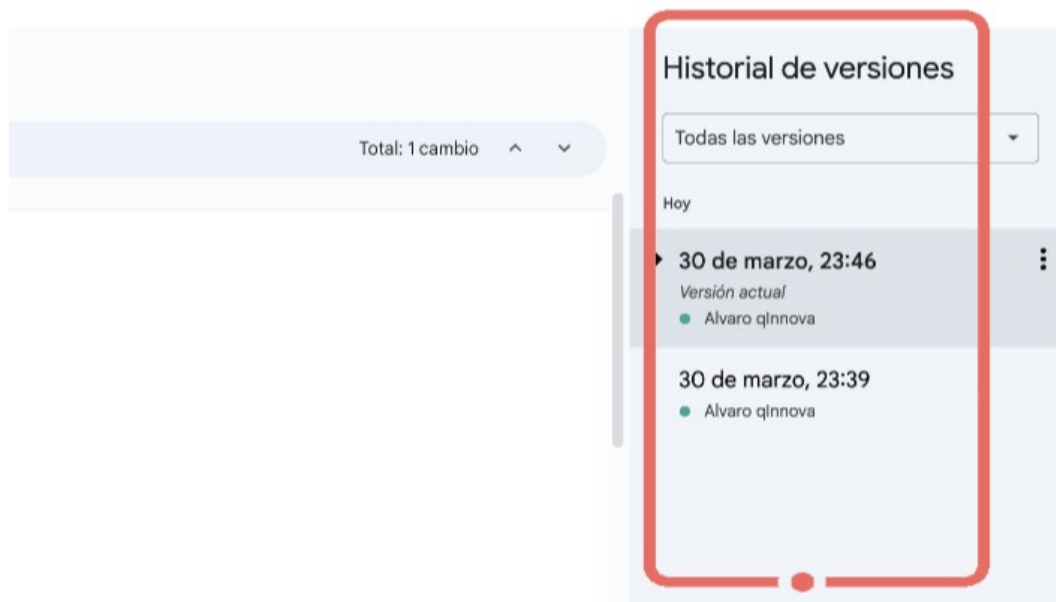 Historial de versiones
Total: 1 cambio
Todas las versiones
Hoy
30 de marzo, 23:46
Versión actual
Alvaro qInnova
30 de marzo, 23:39
Alvaro qInnova